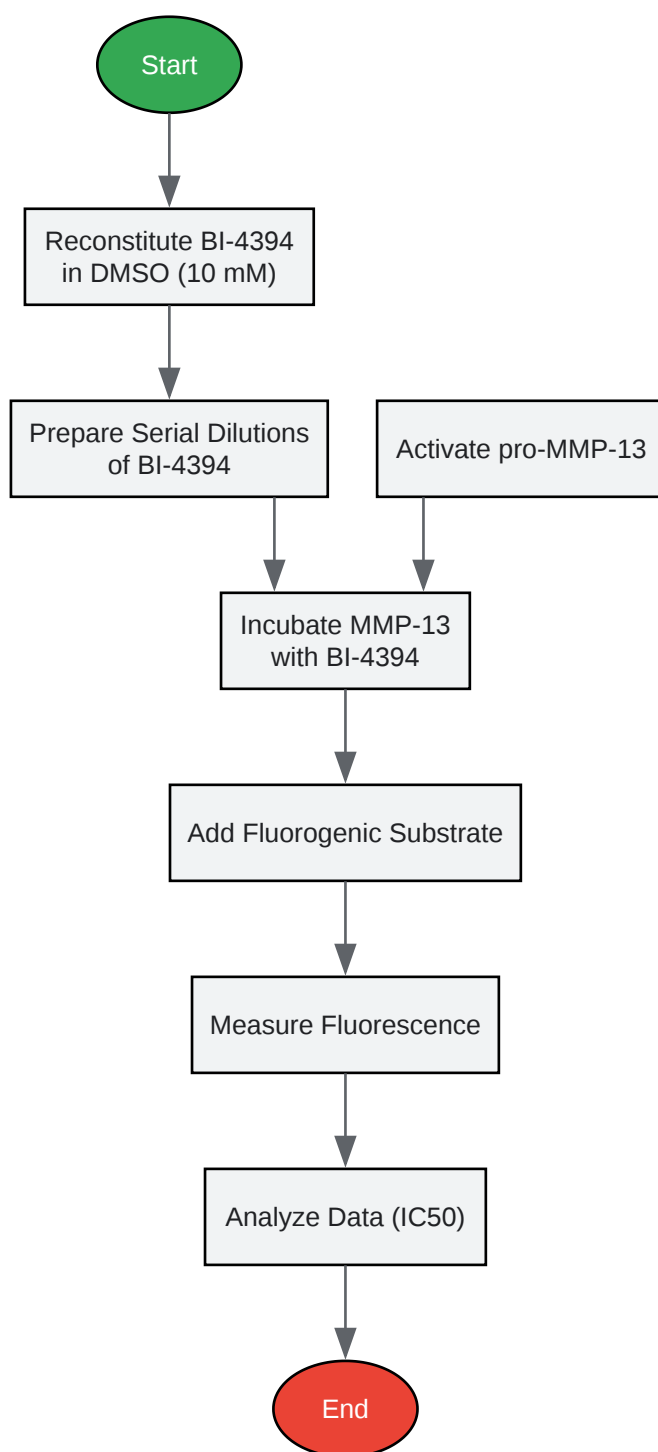 Start
Reconstitute BI-4394
in DMSO (10 mM)
Prepare Serial Dilutions
of BI-4394
Activate pro-MMP-13
Incubate MMP-13
with BI-4394
Add Fluorogenic Substrate
Measure Fluorescence
Analyze Data (IC50)
End